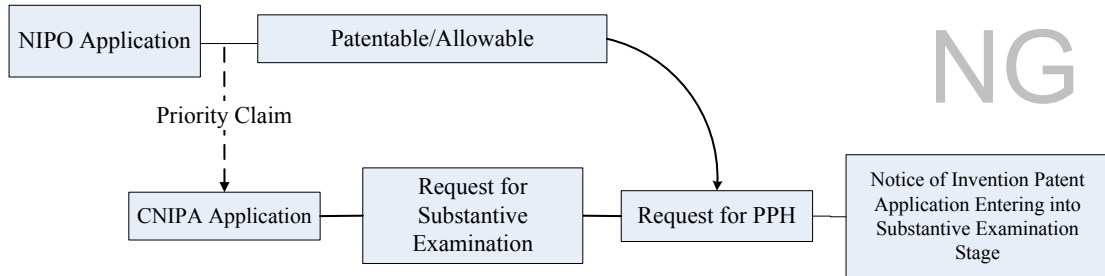 NIPO Application
Patentable/Allowable
NG
Priority Claim
CNIPA Application
Request for
Substantive
Examination
Request for PPH
Notice of Invention Patent
Application Entering into
Substantive Examination
Stage